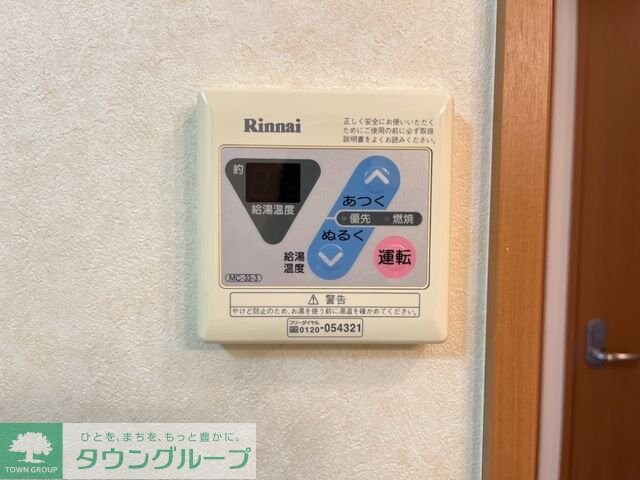 Rinnai
正しく安全にお使いいただく
ためにご使用の前に必ず取扱
説明書をよくお読みください。
約
給湯温度
あつく
優先 燃焼
ぬるく
給湯
温度
運転
MC-33-3
⚠警告
やけど防止のため、お湯を使う前に湯温を確かめてください。
フリーダイヤル
0120-054321
TOWN GROUP
ひとを、まちを、もっと豊かに。
タウングループ